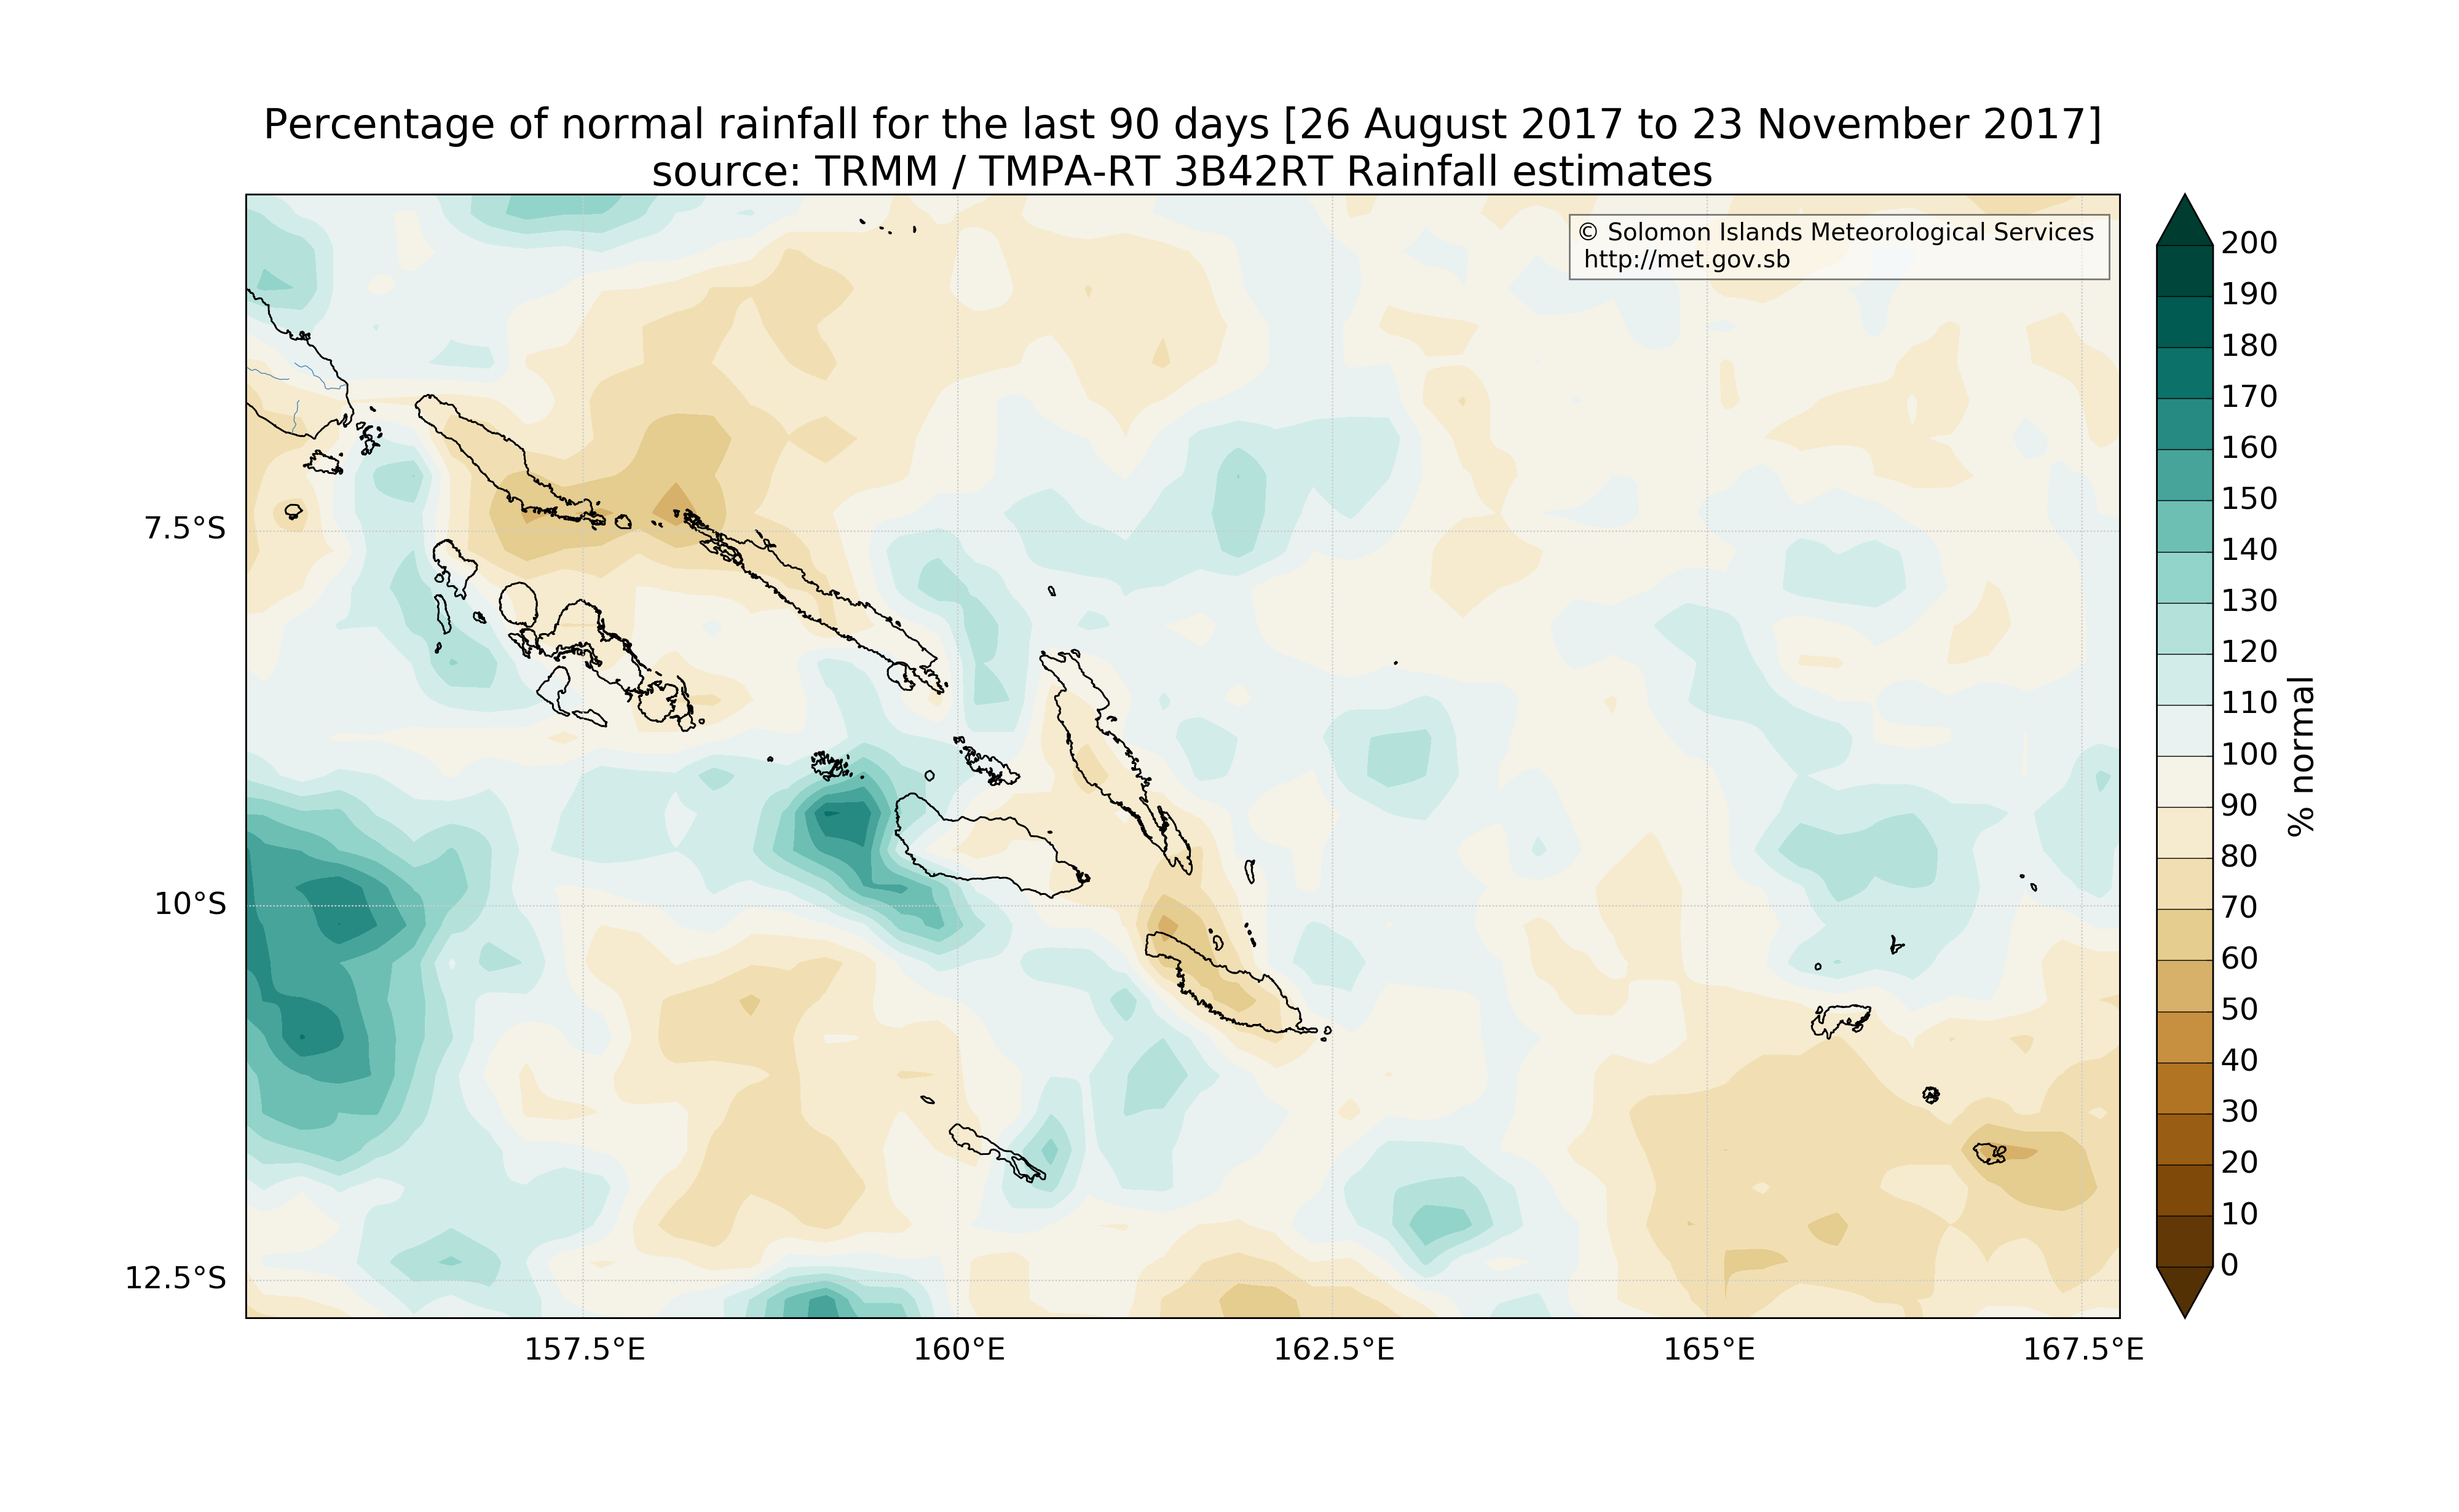 Percentage of normal rainfall for the last 90 days [26 August 2017 to 23 November 2017]
source: TRMM / TMPA-RT 3B42RT Rainfall estimates
© Solomon Islands Meteorological Services
http://met.gov.sb
7.5°S
10°S
12.5°S
157.5°E
160°E
162.5°E
165°E
167.5°E
200
190
180
170
160
150
140
130
120
110
100
90
80
70
60
50
40
30
20
10
0
% normal